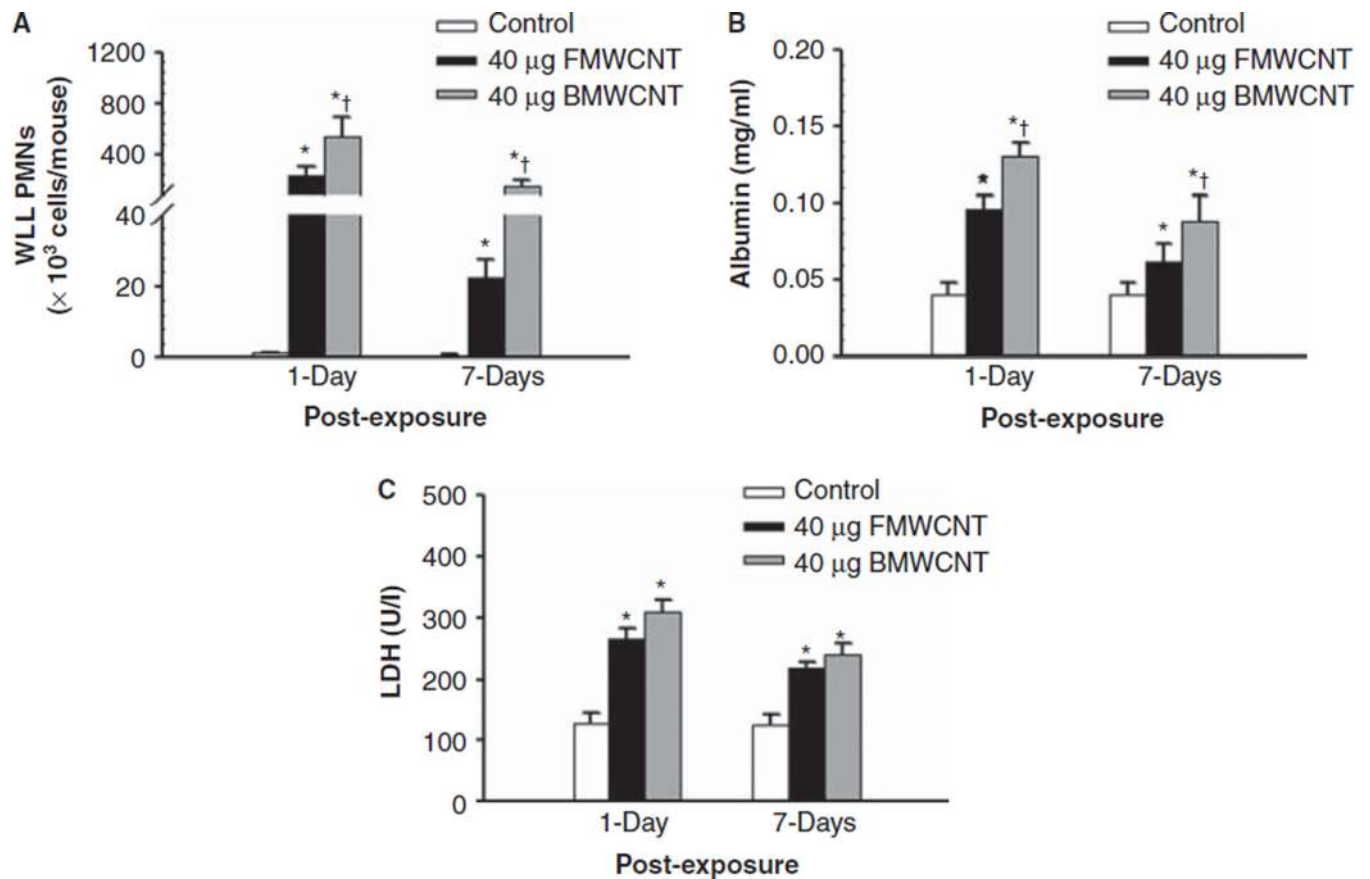 A
Control
40 μg FMWCNT
40 μg BMWCNT
WLL PMNs
(× 10³ cells/mouse)
1200
800
400
40
20
0
*
*†
*
*†
1-Day 7-Days
Post-exposure
B
Control
40 μg FMWCNT
40 μg BMWCNT
Albumin (mg/ml)
0.20
0.15
0.10
0.05
0.00
*
*†
*
*†
1-Day 7-Days
Post-exposure
C
Control
40 μg FMWCNT
40 μg BMWCNT
LDH (U/l)
500
400
300
200
100
0
* *
* *
1-Day 7-Days
Post-exposure